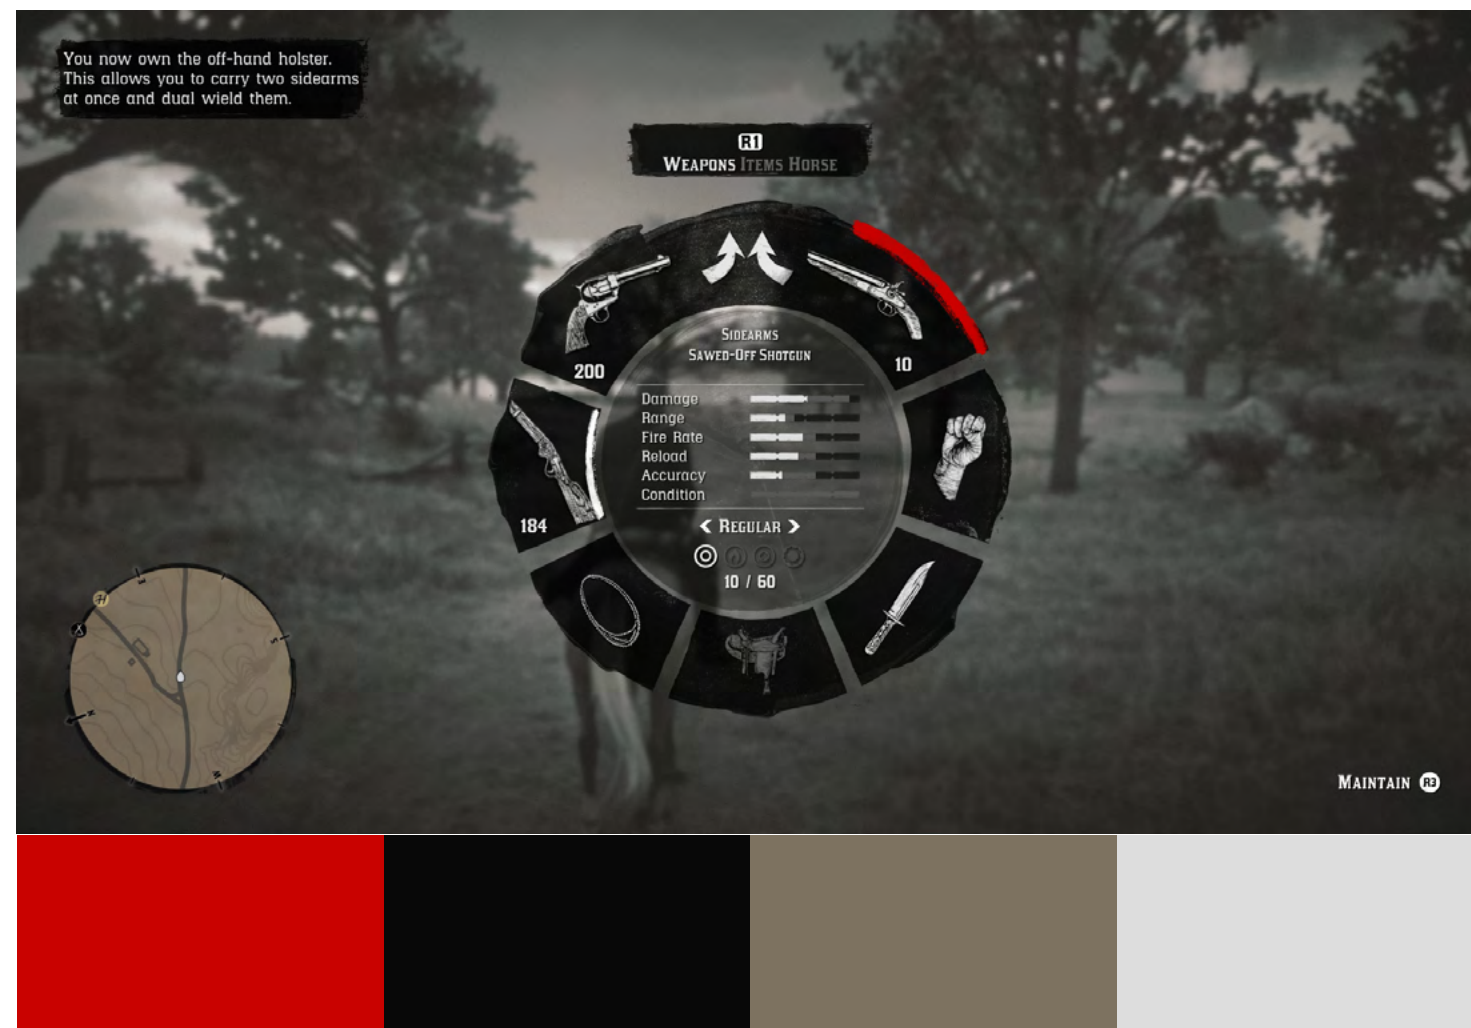 You now own the off-hand holster.
This allows you to carry two sidearms
at once and dual wield them.
R1
WEAPONS ITEMS HORSE
SIDEARMS
SAWED-OFF SHOTGUN
200
10
Damage
Range
Fire Rate
Reload
Accuracy
Condition
184
REGULAR
10 / 60
H
X
E
S
N
W
MAINTAIN R3